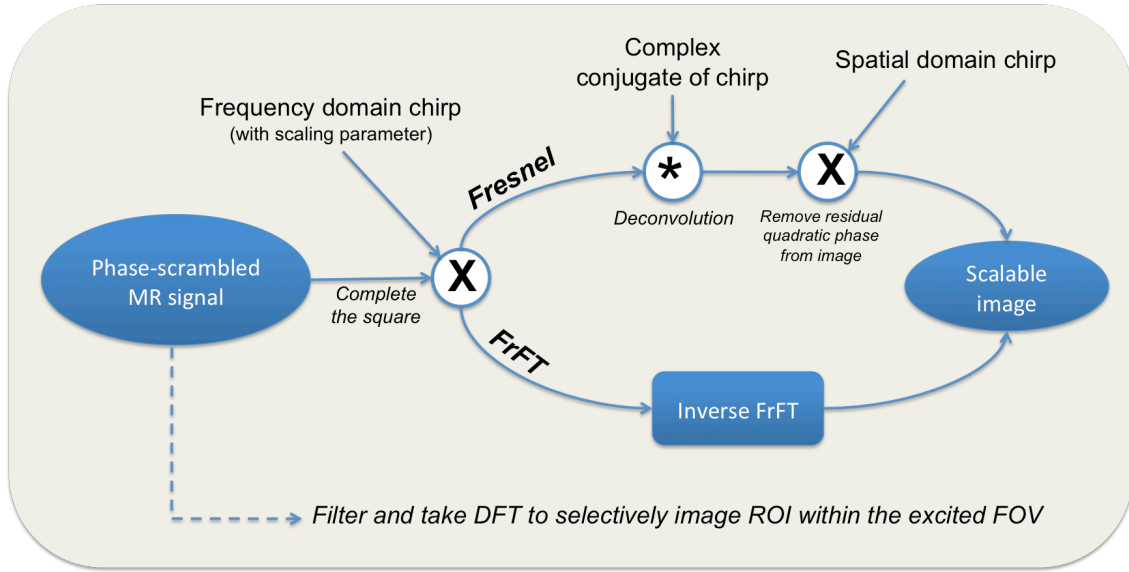 Complex
conjugate of chirp
Spatial domain chirp
Frequency domain chirp
(with scaling parameter)
Fresnel
*
X
Deconvolution
Remove residual
quadratic phase
from image
Phase-scrambled
MR signal
X
Complete
the square
Scalable
image
FrFT
Inverse FrFT
Filter and take DFT to selectively image ROI within the excited FOV